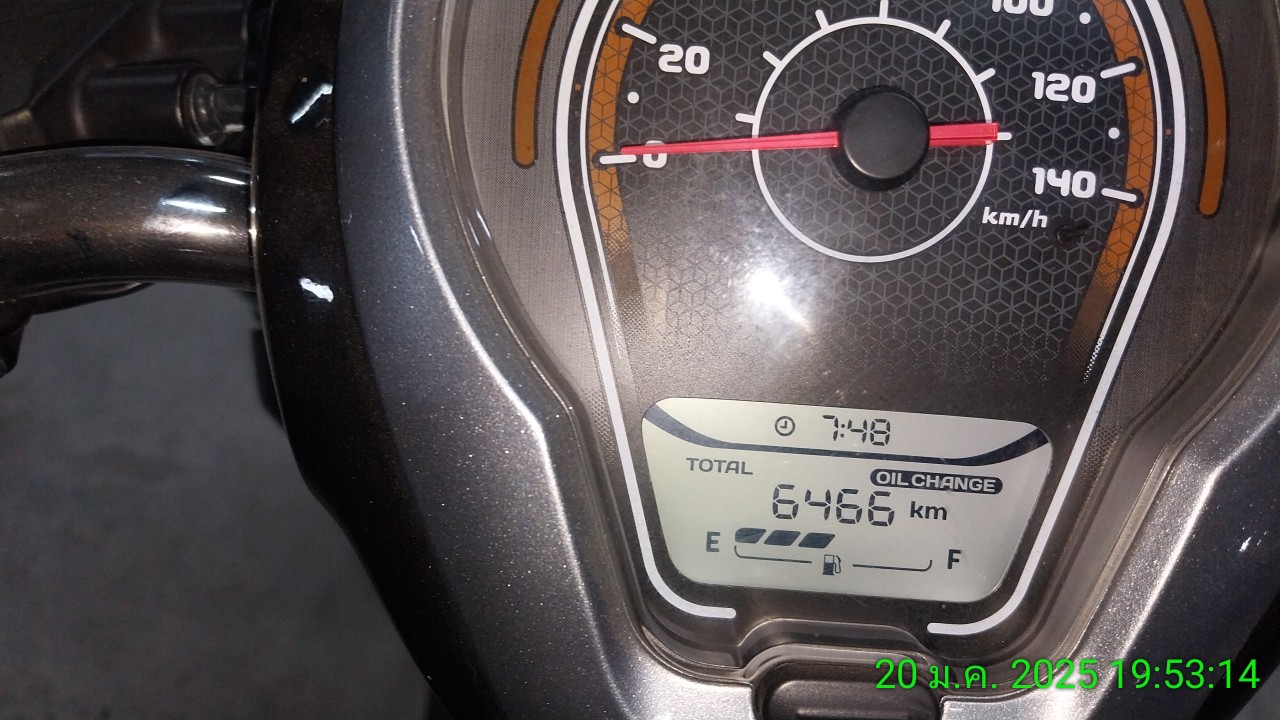 100
20
120
0
140
km/h
7:48
TOTAL
OIL CHANGE
6466 km
E
F
20 ม.ค. 2025 19:53:14